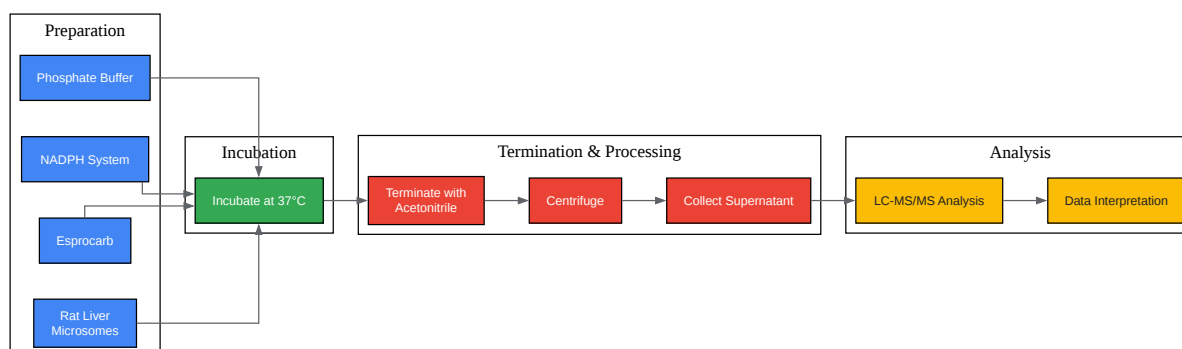 Preparation
Phosphate Buffer
NADPH System
Esprocarb
Rat Liver
Microsomes
Incubation
Incubate at 37°C
Termination & Processing
Terminate with
Acetonitrile
Centrifuge
Collect Supernatant
Analysis
LC-MS/MS Analysis
Data Interpretation